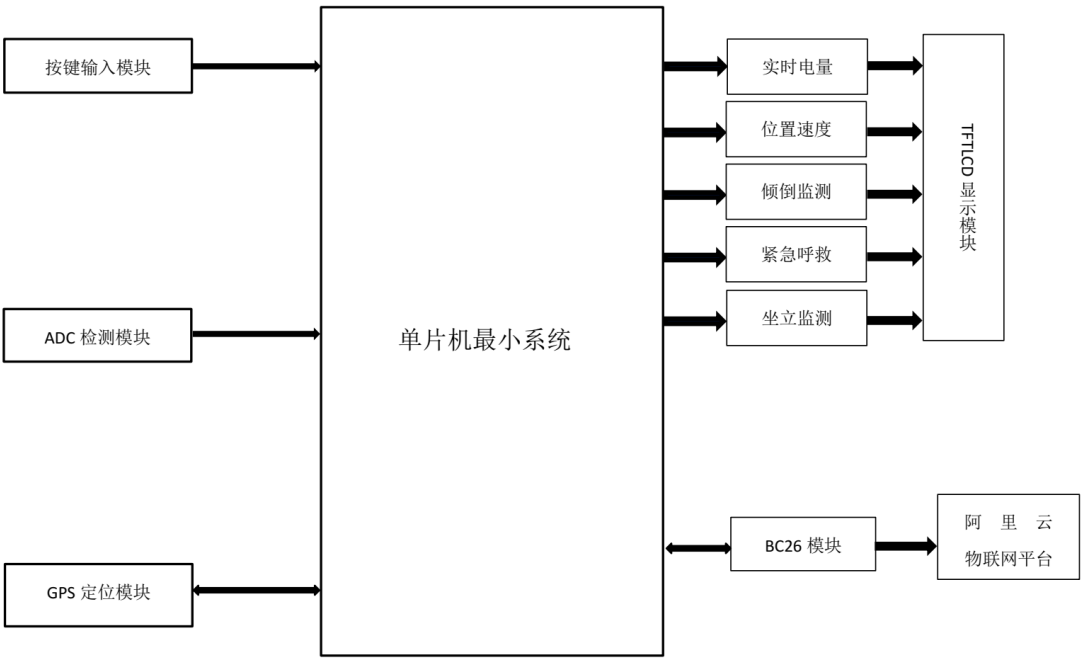 按键输入模块
ADC 检测模块
GPS 定位模块
单片机最小系统
实时电量
位置速度
倾倒监测
紧急呼救
坐立监测
TFTLCD 显示模块
BC26 模块
阿 里 云
物联网平台